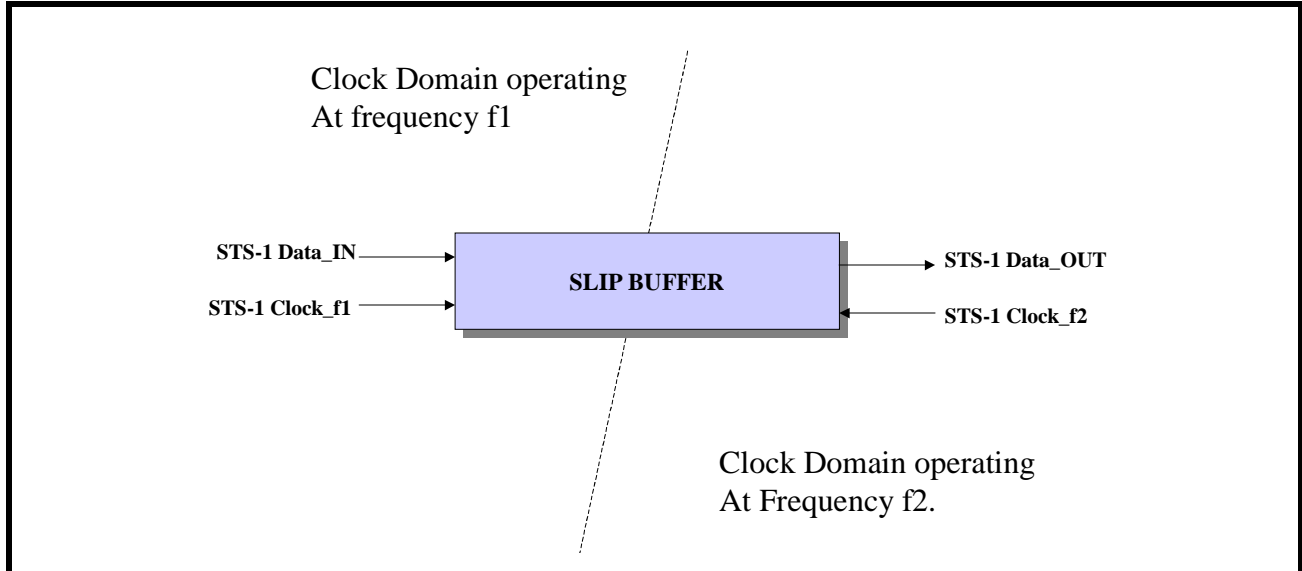 Clock Domain operating
At frequency f1
STS-1 Data_IN
STS-1 Clock_f1
SLIP BUFFER
STS-1 Data_OUT
STS-1 Clock_f2
Clock Domain operating
At Frequency f2.